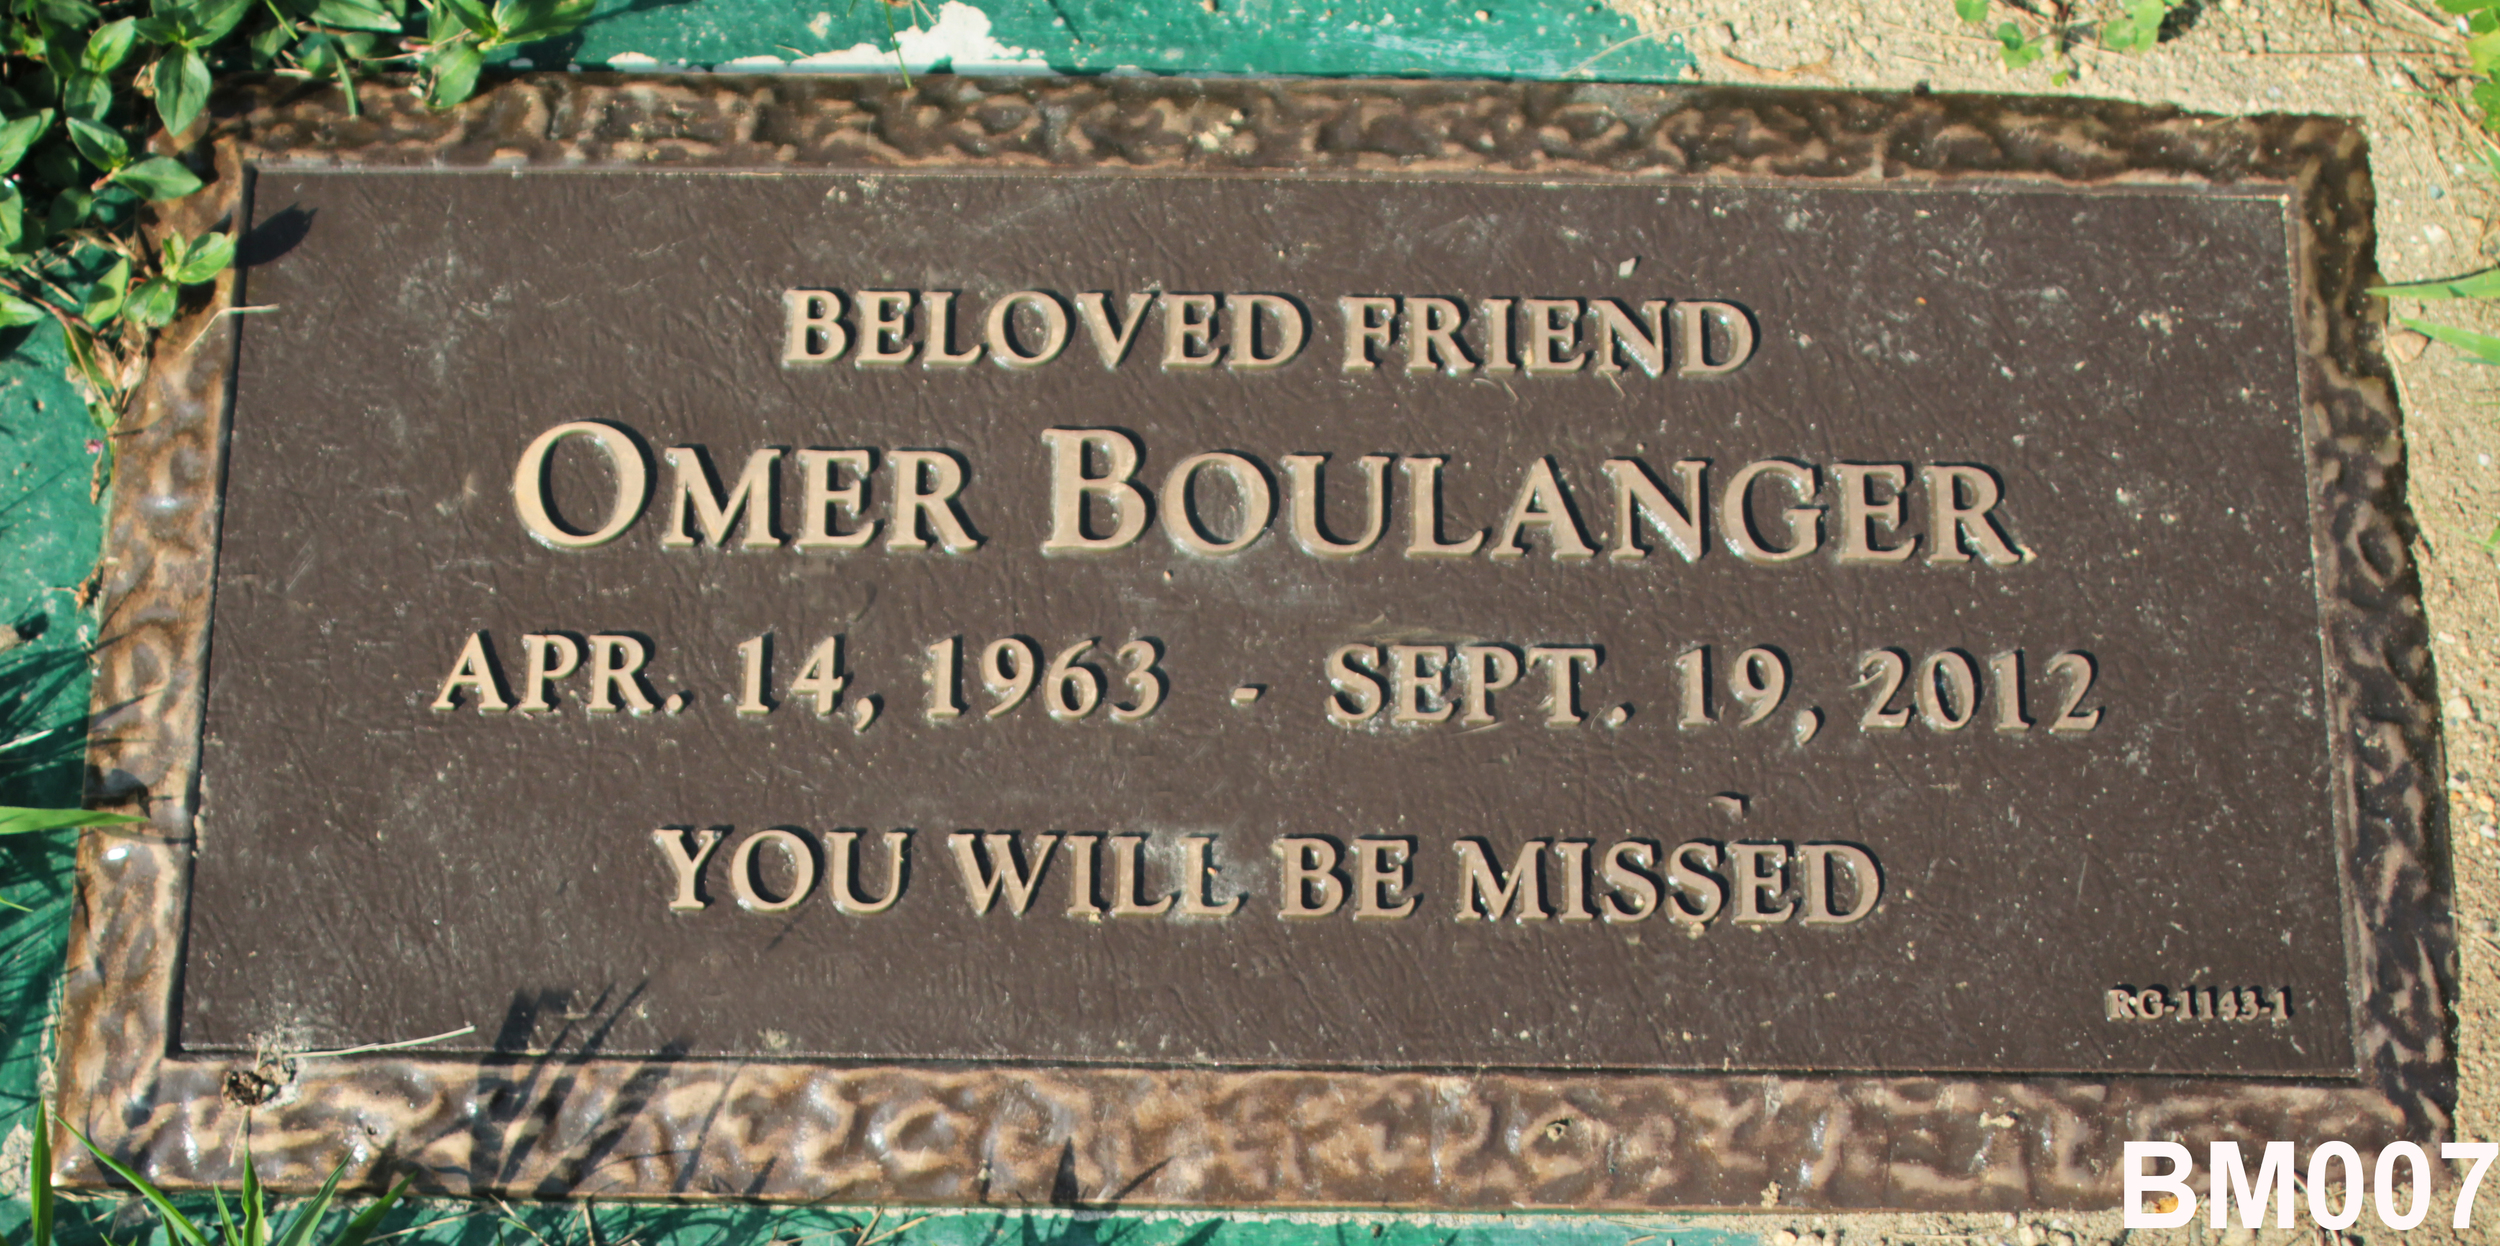 BELOVED FRIEND
OMER BOULANGER
APR. 14, 1963 - SEPT. 19, 2012
YOU WILL BE MISSED
RG-1143-1
BM007